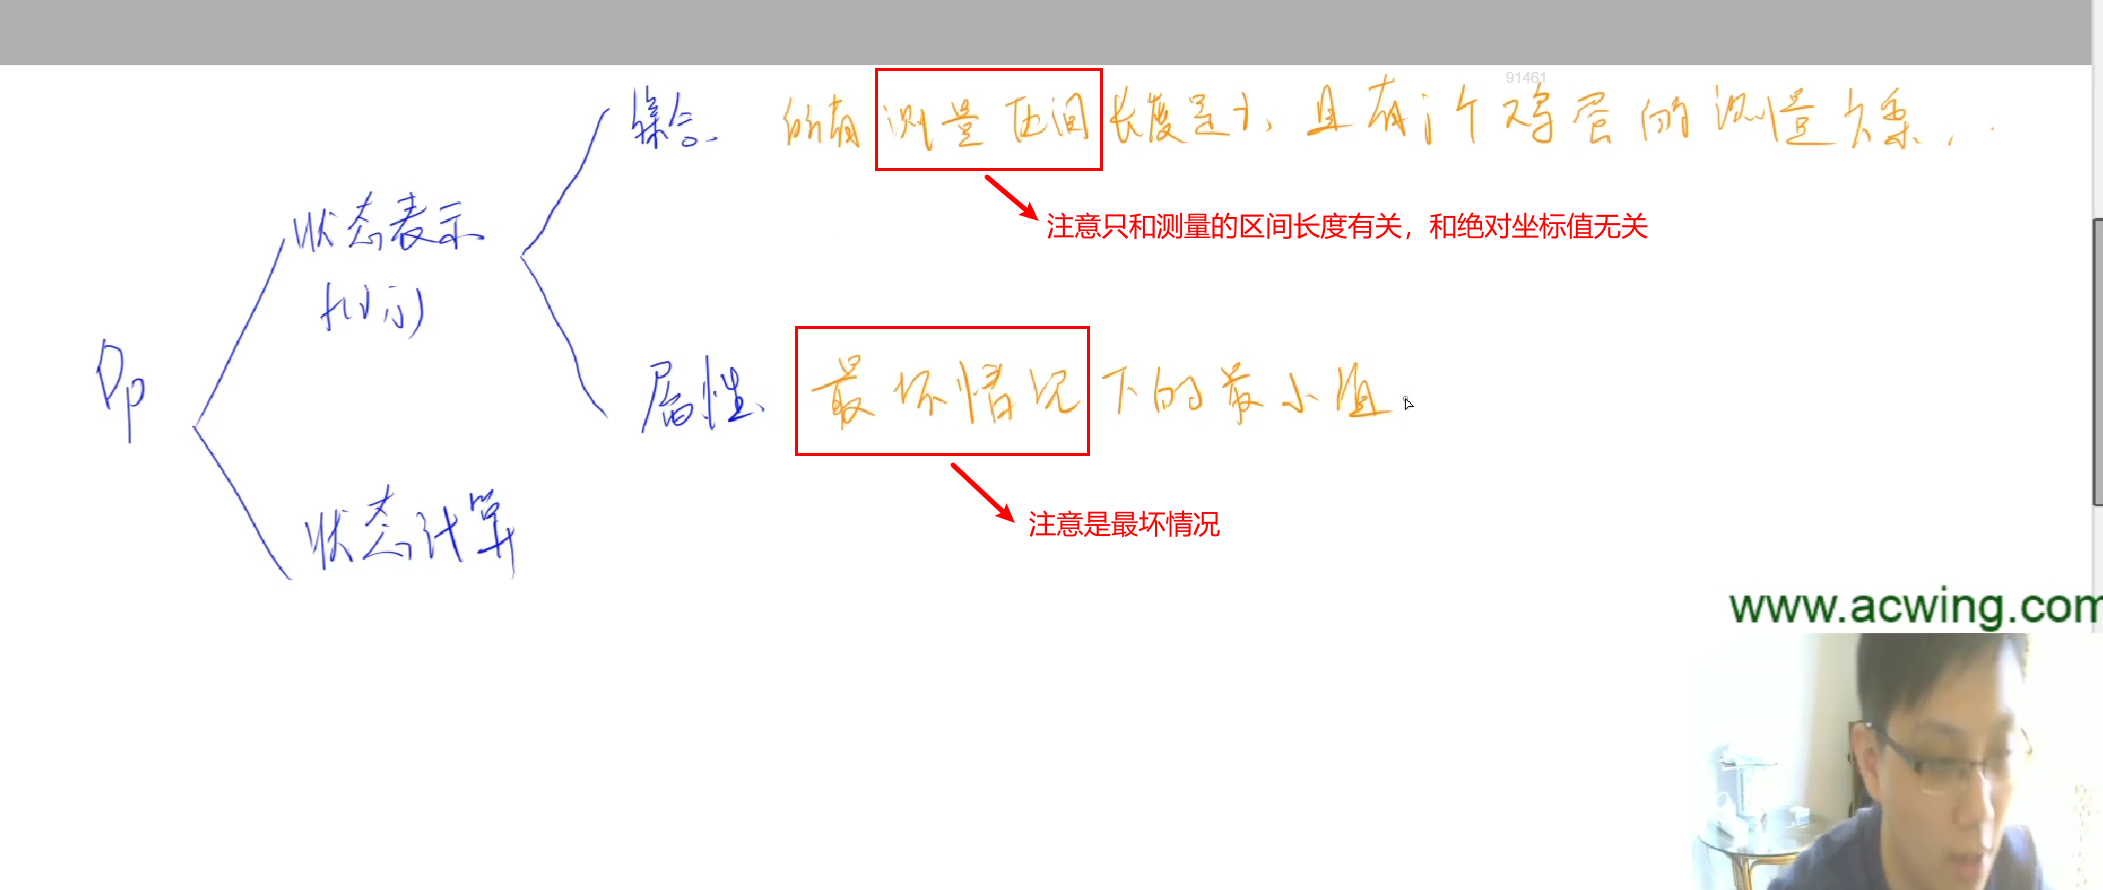 91461
集合. 所有测量区间长度是i, 且有j个鸡蛋的测量方案.
注意只和测量的区间长度有关，和绝对坐标值无关
状态表示
f(i,j)
Dp
属性. 最坏情况下的最小值.
注意是最坏情况
状态计算
www.acwing.com